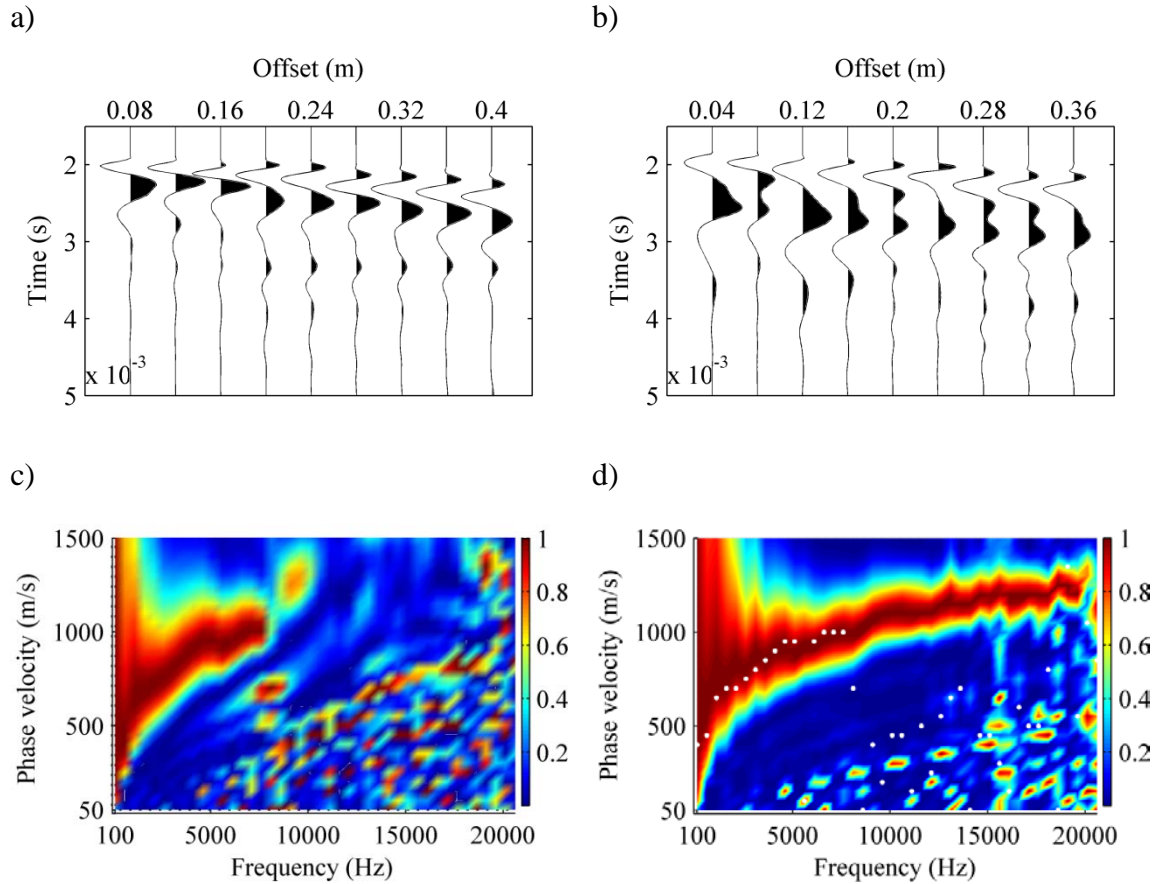 a)
Offset (m)
0.08 0.16 0.24 0.32 0.4
2
3
4
5
Time (s)
x 10-3
b)
Offset (m)
0.04 0.12 0.2 0.28 0.36
2
3
4
5
Time (s)
x 10-3
c)
1500
1000
500
50
Phase velocity (m/s)
100 5000 10000 15000 20000
Frequency (Hz)
1
0.8
0.6
0.4
0.2
d)
1500
1000
500
50
Phase velocity (m/s)
100 5000 10000 15000 20000
Frequency (Hz)
1
0.8
0.6
0.4
0.2